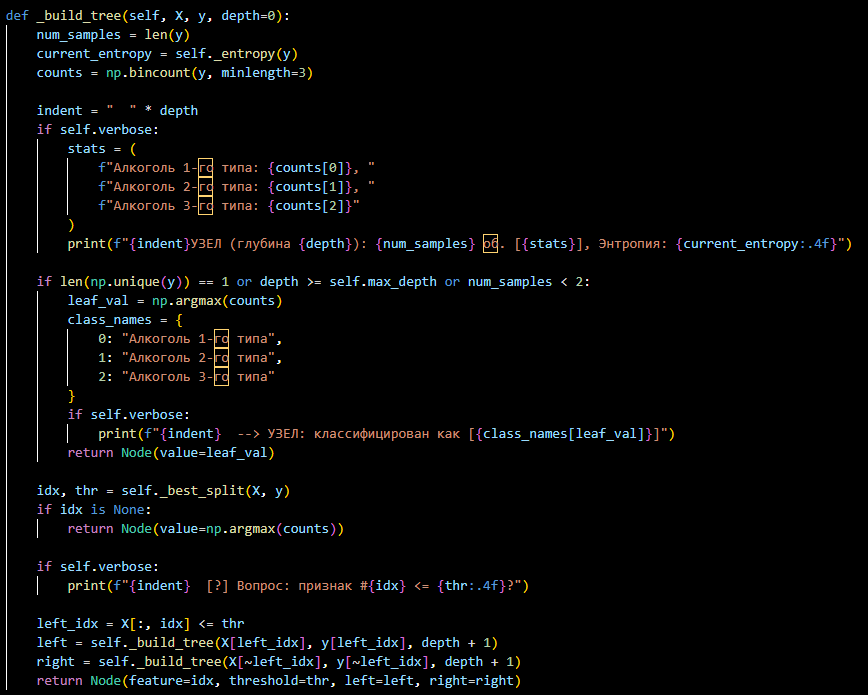 def _build_tree(self, X, y, depth=0):
    num_samples = len(y)
    current_entropy = self._entropy(y)
    counts = np.bincount(y, minlength=3)

    indent = "  " * depth
    if self.verbose:
        stats = (
            f"Алкоголь 1-го типа: {counts[0]}, "
            f"Алкоголь 2-го типа: {counts[1]}, "
            f"Алкоголь 3-го типа: {counts[2]}"
        )
        print(f"{indent}УЗЕЛ (глубина {depth}): {num_samples} об. [{stats}], Энтропия: {current_entropy:.4f}")

    if len(np.unique(y)) == 1 or depth >= self.max_depth or num_samples < 2:
        leaf_val = np.argmax(counts)
        class_names = {
            0: "Алкоголь 1-го типа",
            1: "Алкоголь 2-го типа",
            2: "Алкоголь 3-го типа"
        }
        if self.verbose:
            print(f"{indent}  --> УЗЕЛ: классифицирован как [{class_names[leaf_val]}]")
        return Node(value=leaf_val)

    idx, thr = self._best_split(X, y)
    if idx is None:
        return Node(value=np.argmax(counts))

    if self.verbose:
        print(f"{indent}  [?] Вопрос: признак #{idx} <= {thr:.4f}?")

    left_idx = X[:, idx] <= thr
    left = self._build_tree(X[left_idx], y[left_idx], depth + 1)
    right = self._build_tree(X[~left_idx], y[~left_idx], depth + 1)
    return Node(feature=idx, threshold=thr, left=left, right=right)